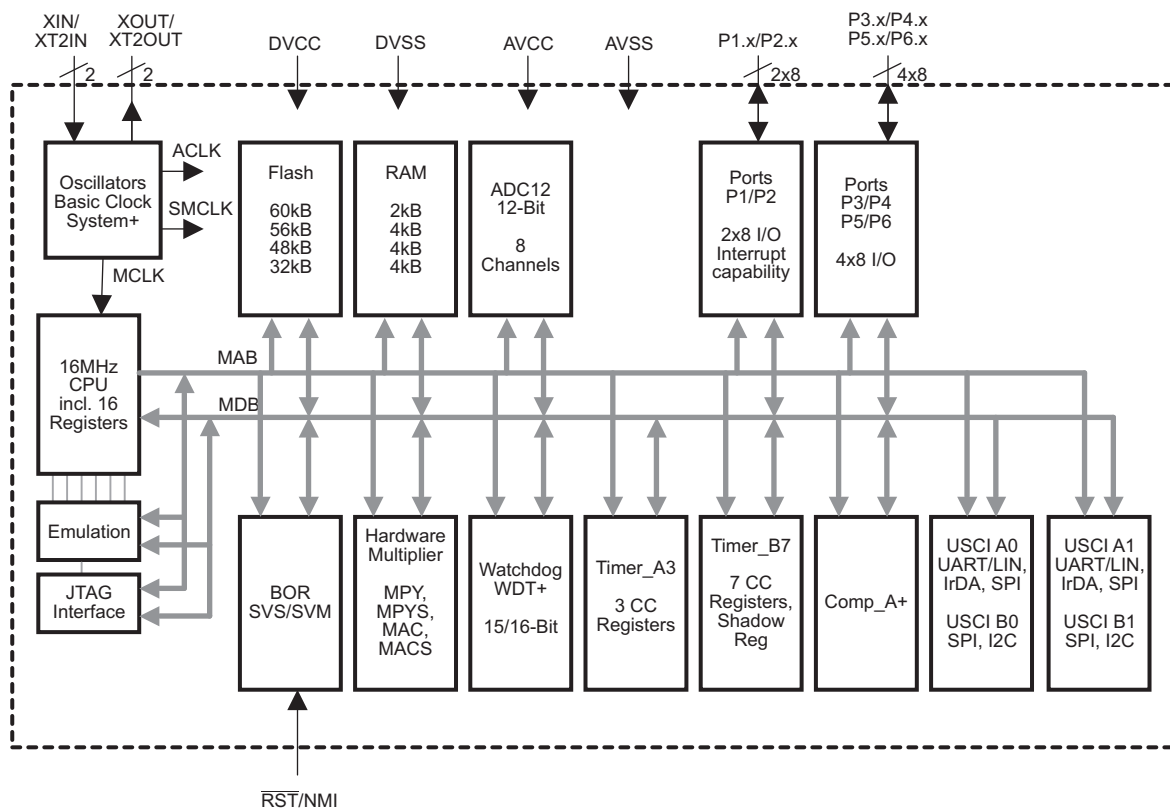 XIN/
XT2IN
XOUT/
XT2OUT
DVCC
DVSS
AVCC
AVSS
P1.x/P2.x
P3.x/P4.x
P5.x/P6.x
2
2
2x8
4x8
Oscillators
Basic Clock
System+
ACLK
SMCLK
MCLK
Flash
60kB
56kB
48kB
32kB
RAM
2kB
4kB
4kB
4kB
ADC12
12-Bit
8
Channels
Ports
P1/P2
2x8 I/O
Interrupt
capability
Ports
P3/P4
P5/P6
4x8 I/O
16MHz
CPU
incl. 16
Registers
MAB
MDB
Emulation
JTAG
Interface
BOR
SVS/SVM
Hardware
Multiplier
MPY,
MPYS,
MAC,
MACS
Watchdog
WDT+
15/16-Bit
Timer_A3
3 CC
Registers
Timer_B7
7 CC
Registers,
Shadow
Reg
Comp_A+
USCI A0
UART/LIN,
IrDA, SPI
USCI B0
SPI, I2C
USCI A1
UART/LIN,
IrDA, SPI
USCI B1
SPI, I2C
RST/NMI